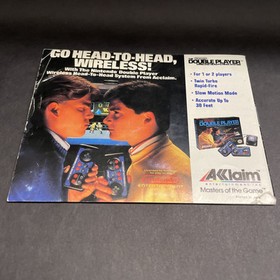 GO HEAD-TO-HEAD,
WIRELESS!
With The Nintendo Double Player
Wireless Head-To-Head System From Acclaim.
DOUBLE PLAYER
• For 1 or 2 players
• Twin Turbo
Rapid-Fire
• Slow Motion Mode
• Accurate Up To
30 Feet
AKKlaim
Masters of the Game